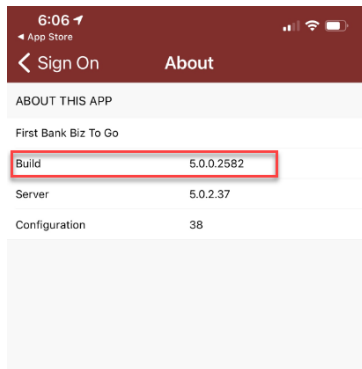 6:06
App Store
Sign On About
ABOUT THIS APP
First Bank Biz To Go
Build 5.0.0.2582
Server 5.0.2.37
Configuration 38